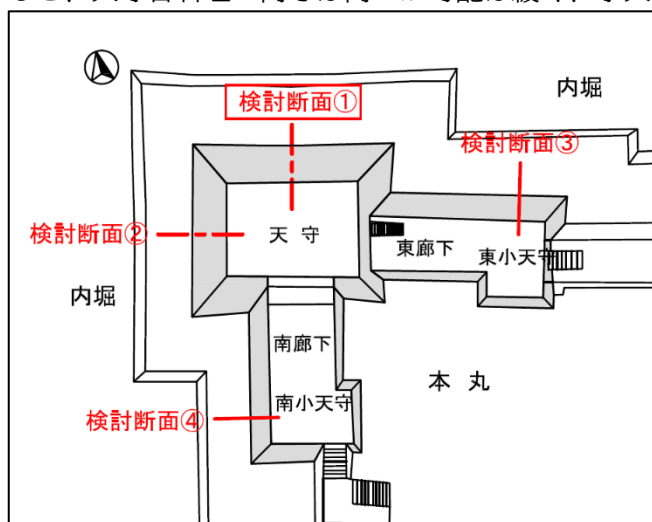 検討断面①
内堀
検討断面③
検討断面②
天 守
東廊下
東小天守
内堀
南廊下
本 丸
南小天守
検討断面④